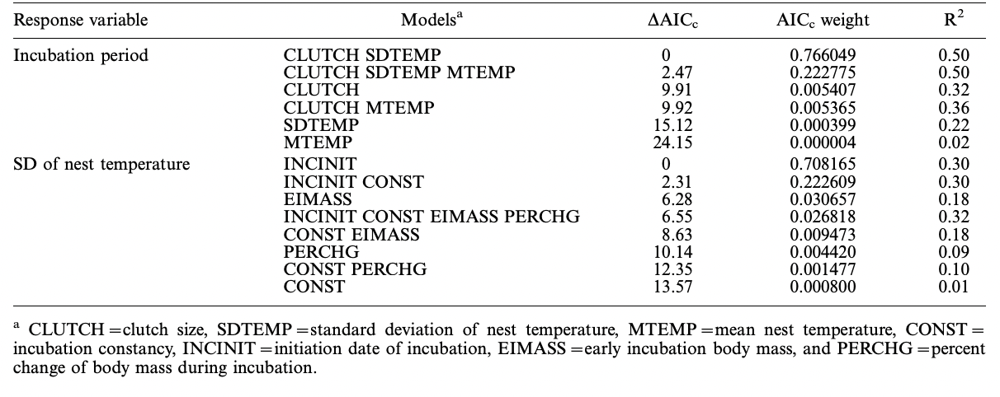 Response variable Modelsᵃ ΔAICc AICc weight R²
Incubation period CLUTCH SDTEMP 0 0.766049 0.50
CLUTCH SDTEMP MTEMP 2.47 0.222775 0.50
CLUTCH 9.91 0.005407 0.32
CLUTCH MTEMP 9.92 0.005365 0.36
SDTEMP 15.12 0.000399 0.22
MTEMP 24.15 0.000004 0.02
SD of nest temperature INCINIT 0 0.708165 0.30
INCINIT CONST 2.31 0.222609 0.30
EIMASS 6.28 0.030657 0.18
INCINIT CONST EIMASS PERCHG 6.55 0.026818 0.32
CONST EIMASS 8.63 0.009473 0.18
PERCHG 10.14 0.004420 0.09
CONST PERCHG 12.35 0.001477 0.10
CONST 13.57 0.000800 0.01
ᵃ CLUTCH =clutch size, SDTEMP =standard deviation of nest temperature, MTEMP =mean nest temperature, CONST =
incubation constancy, INCINIT =initiation date of incubation, EIMASS =early incubation body mass, and PERCHG =percent
change of body mass during incubation.